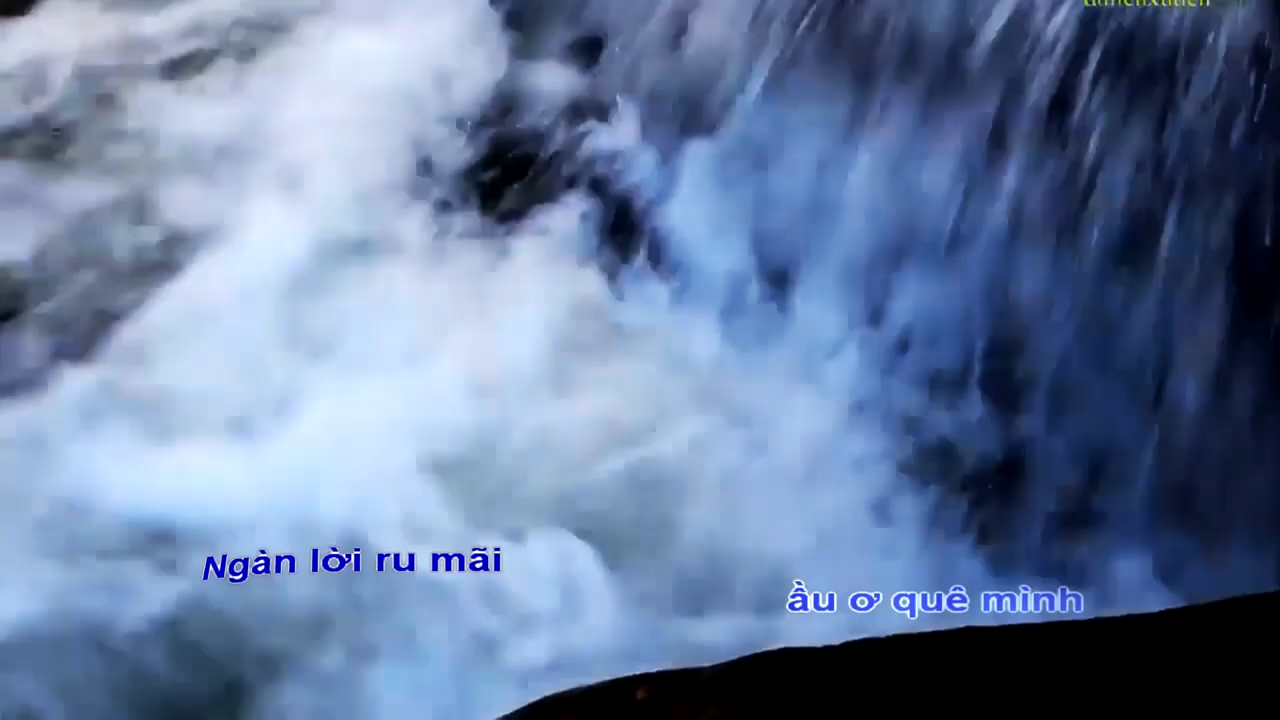 Ngàn lời ru mãi
ầu ơ quê mình